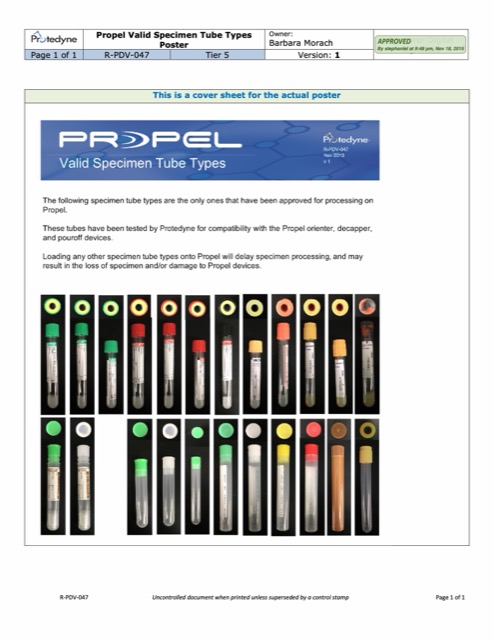 Protedyne
Propel Valid Specimen Tube Types
Poster
Owner:
Barbara Morach
APPROVED
By stephaniel at 9:49 pm, Nov 18, 2015
Page 1 of 1
R-PDV-047
Tier 5
Version: 1
This is a cover sheet for the actual poster
PROPEL
Valid Specimen Tube Types
Protedyne
R-PDV-047
Nov 2015
v 1
The following specimen tube types are the only ones that have been approved for processing on
Propel.
These tubes have been tested by Protedyne for compatibility with the Propel orienter, decapper,
and pouroff devices.
Loading any other specimen tube types onto Propel will delay specimen processing, and may
result in the loss of specimen and/or damage to Propel devices.
R-PDV-047
Uncontrolled document when printed unless superseded by a control stamp
Page 1 of 1